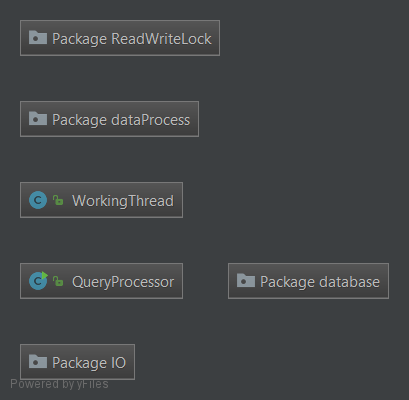 Package ReadWriteLock
Package dataProcess
WorkingThread
QueryProcessor
Package database
Package IO
Powered by yFiles